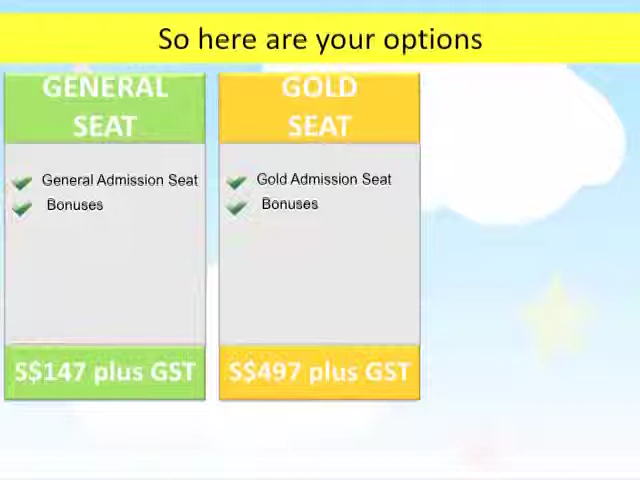 So here are your options
GENERAL
SEAT
General Admission Seat
Bonuses
S$147 plus GST
GOLD
SEAT
Gold Admission Seat
Bonuses
S$497 plus GST